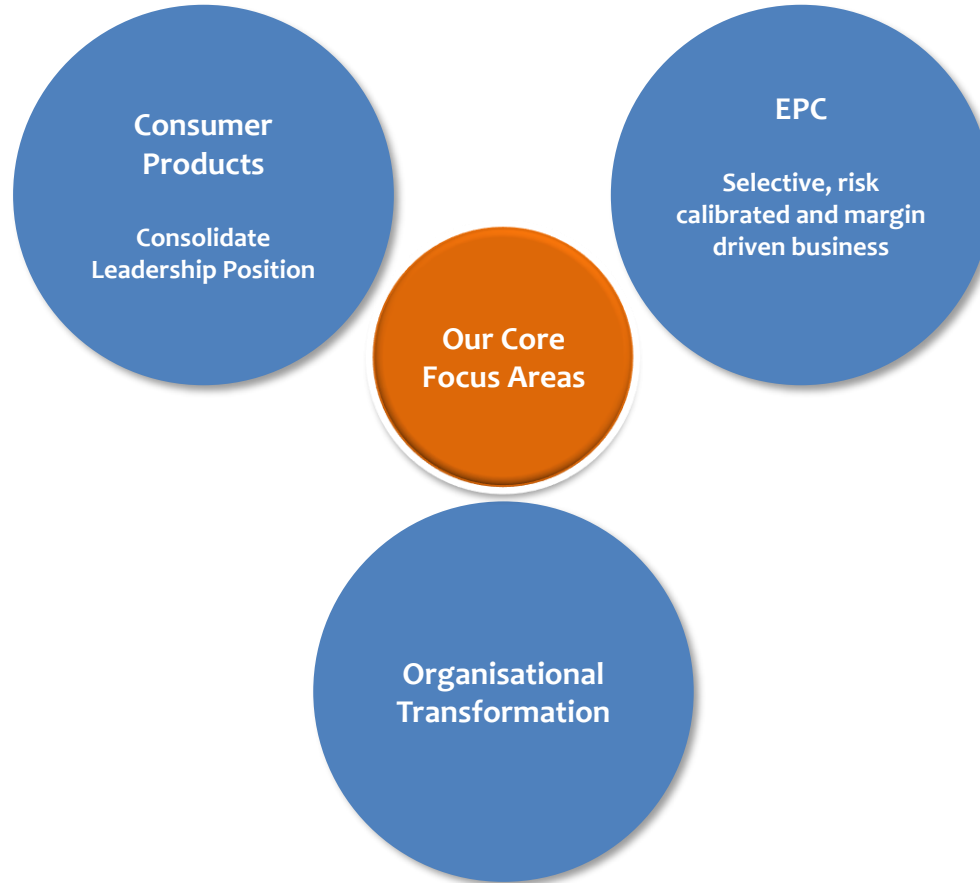 Consumer
Products
Consolidate
Leadership Position
EPC
Selective, risk
calibrated and margin
driven business
Our Core
Focus Areas
Organisational
Transformation